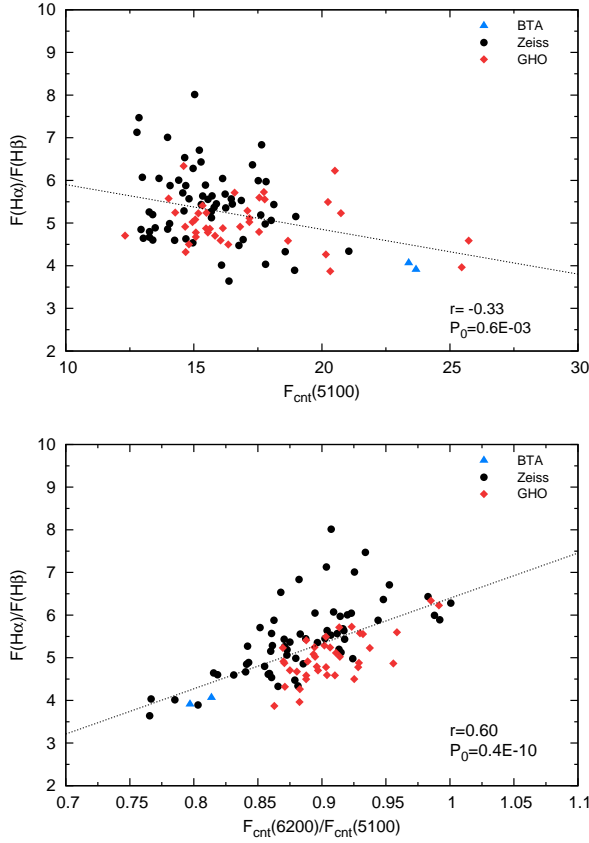 10
9
8
7
6
5
4
3
2
F(Hα)/F(Hβ)
BTA
Zeiss
GHO
r= -0.33
P₀=0.6E-03
10 15 20 25 30
F_cnt(5100)
10
9
8
7
6
5
4
3
2
F(Hα)/F(Hβ)
BTA
Zeiss
GHO
r=0.60
P₀=0.4E-10
0.7 0.75 0.8 0.85 0.9 0.95 1 1.05 1.1
F_cnt(6200)/F_cnt(5100)